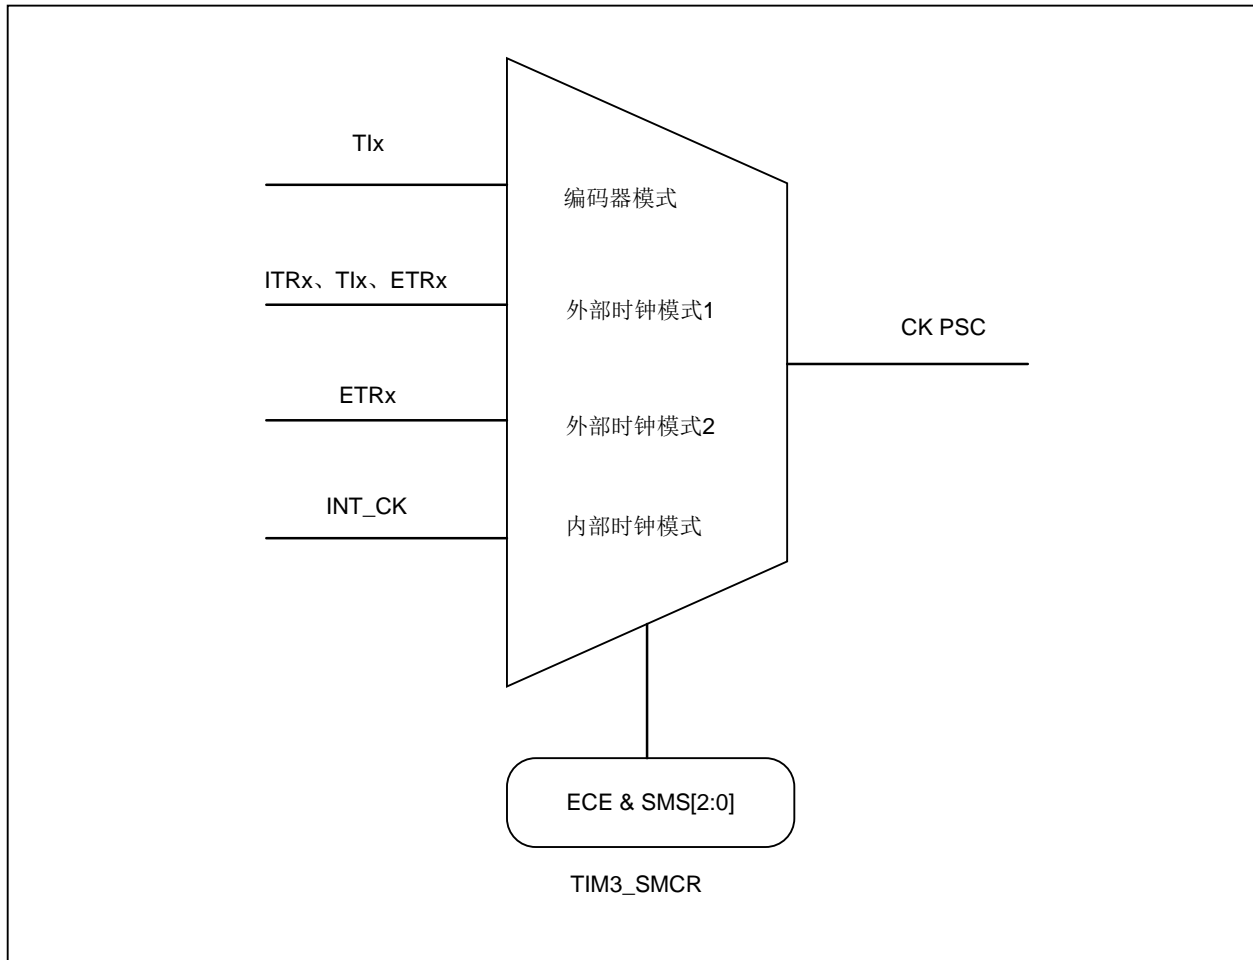 TIx
编码器模式
ITRx、TIx、ETRx
外部时钟模式1
CK PSC
ETRx
外部时钟模式2
INT_CK
内部时钟模式
ECE & SMS[2:0]
TIM3_SMCR